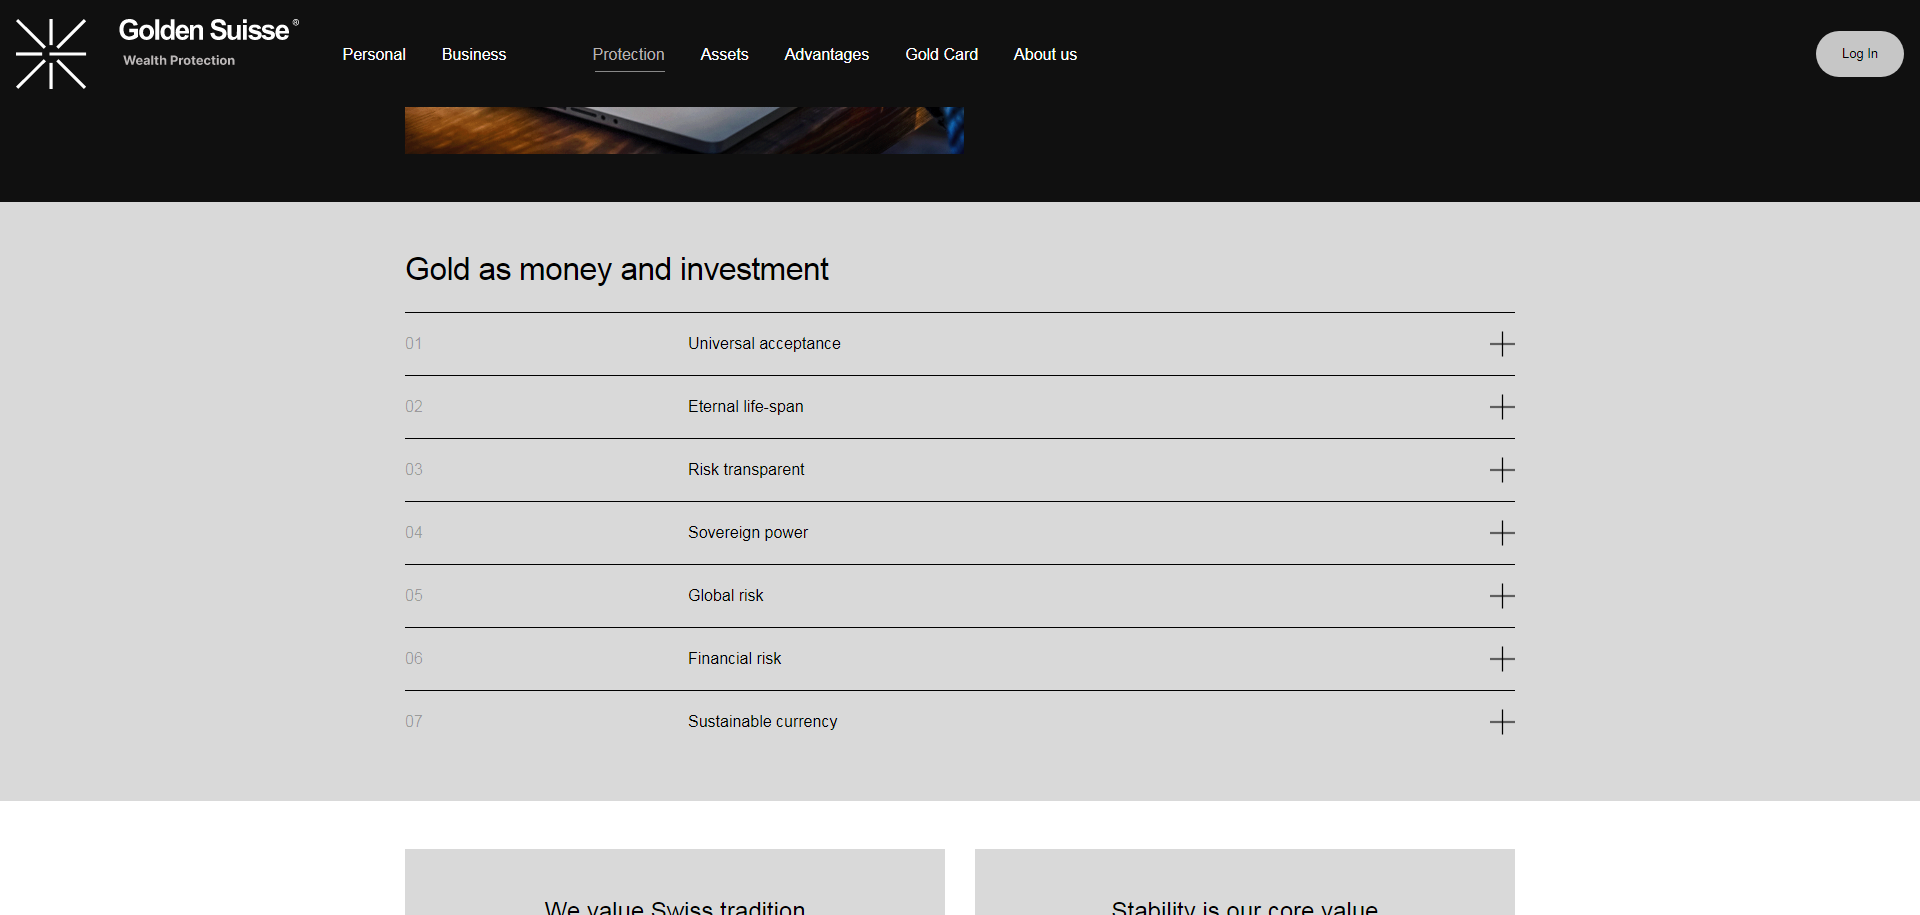 Golden Suisse®
Wealth Protection
Personal Business Protection Assets Advantages Gold Card About us
Log In
Gold as money and investment
01 Universal acceptance
02 Eternal life-span
03 Risk transparent
04 Sovereign power
05 Global risk
06 Financial risk
07 Sustainable currency
We value Swiss tradition
Stability is our core value